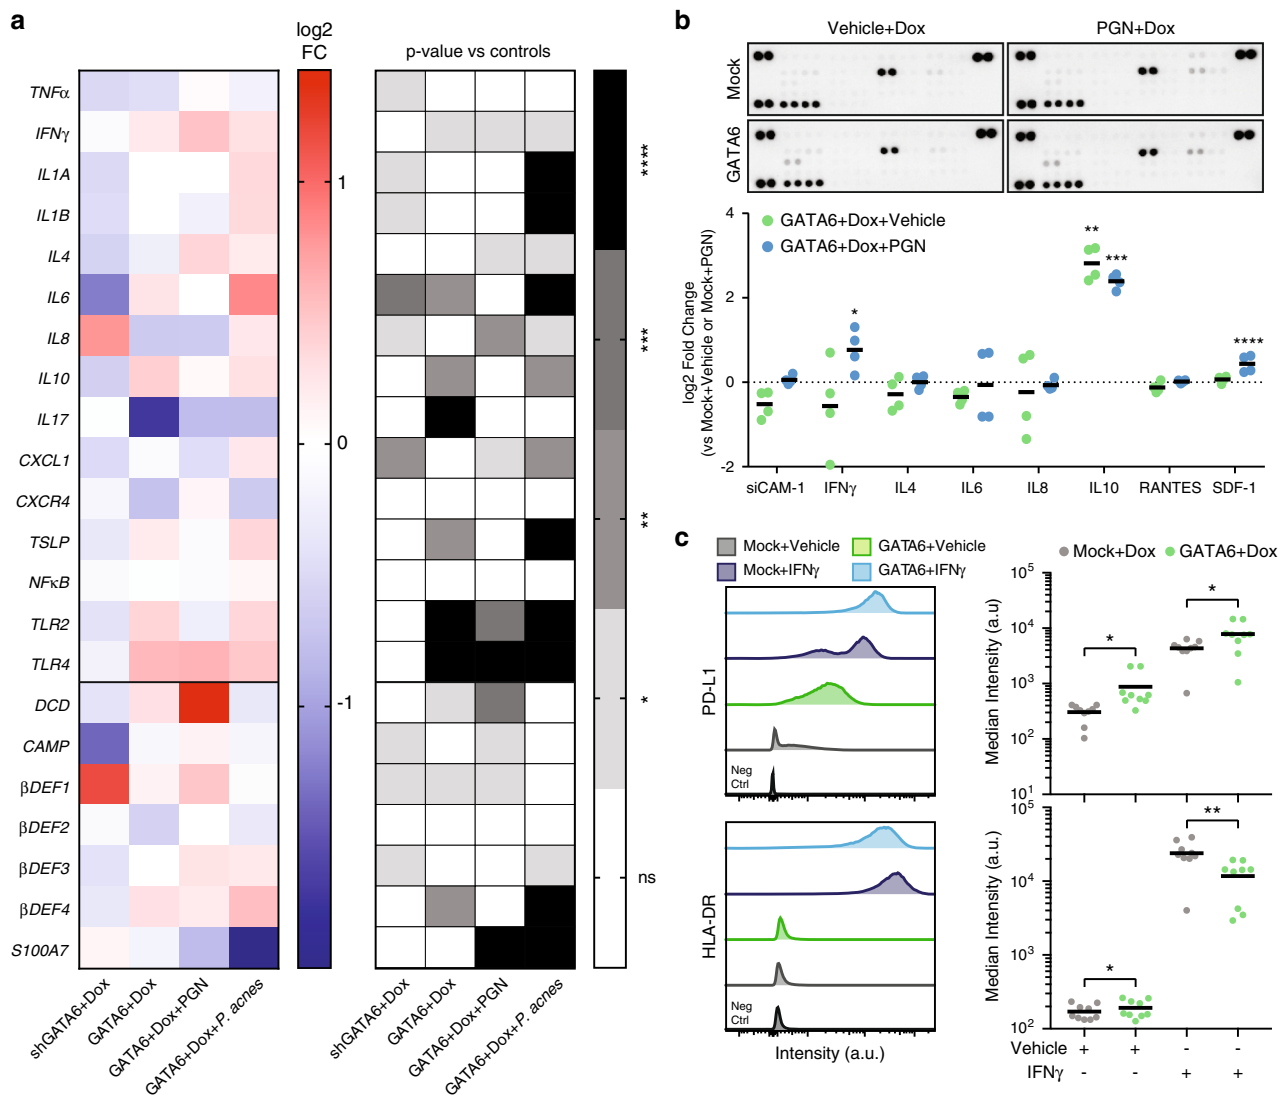 a
log2
FC
p-value vs controls
TNFα
IFNγ
IL1A
IL1B
IL4
IL6
IL8
IL10
IL17
CXCL1
CXCR4
TSLP
NFκB
TLR2
TLR4
DCD
CAMP
βDEF1
βDEF2
βDEF3
βDEF4
S100A7
1
0
-1
****
***
**
*
ns
shGATA6+Dox
GATA6+Dox
GATA6+Dox+PGN
GATA6+Dox+P. acnes
shGATA6+Dox
GATA6+Dox
GATA6+Dox+PGN
GATA6+Dox+P. acnes
b
Vehicle+Dox
PGN+Dox
Mock
GATA6
GATA6+Dox+Vehicle
GATA6+Dox+PGN
log2 Fold Change
(vs Mock+Vehicle or Mock+PGN)
4
2
0
-2
*
**
***
****
siCAM-1
IFNγ
IL4
IL6
IL8
IL10
RANTES
SDF-1
c
Mock+Vehicle
GATA6+Vehicle
Mock+IFNγ
GATA6+IFNγ
PD-L1
Neg
Ctrl
HLA-DR
Neg
Ctrl
Intensity (a.u.)
Mock+Dox
GATA6+Dox
Median Intensity (a.u)
10⁵
10⁴
10³
10²
10¹
*
*
Median Intensity (a.u.)
10⁵
10⁴
10³
10²
*
**
Vehicle + + - -
IFNγ - - + +